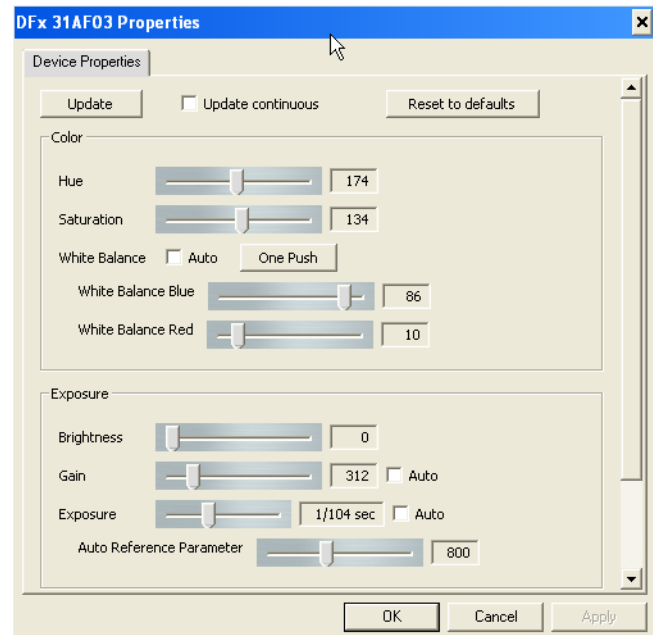 DFx 31AF03 Properties
Device Properties
Update Update continuous Reset to defaults
Color
Hue 174
Saturation 134
White Balance Auto One Push
White Balance Blue 86
White Balance Red 10
Exposure
Brightness 0
Gain 312 Auto
Exposure 1/104 sec Auto
Auto Reference Parameter 800
OK Cancel Apply